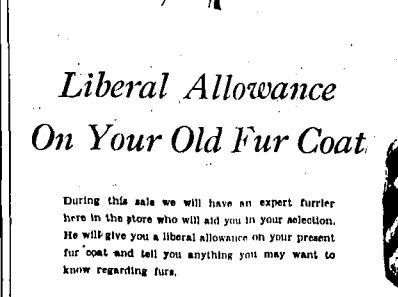 Liberal Allowance
On Your Old Fur Coat
During this sale we will have an expert furrier
here in the store who will aid you in your selection.
He will give you a liberal allowance on your present
fur coat and tell you anything you may want to
know regarding furs.